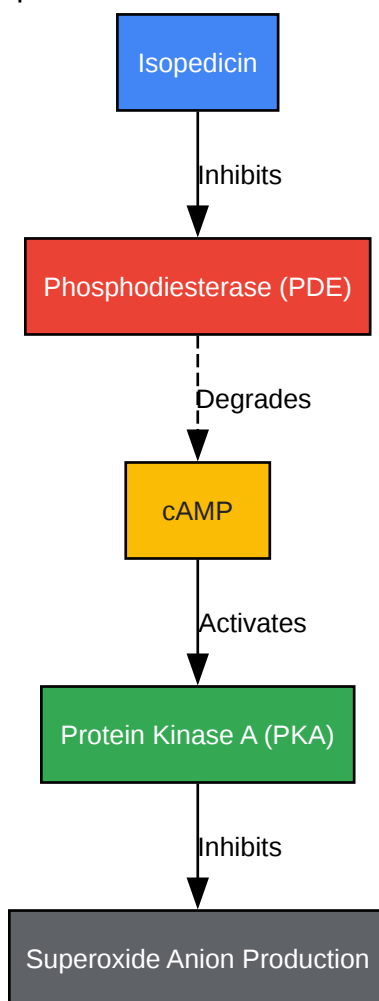 Isopedicin
Inhibits
Phosphodiesterase (PDE)
Degrades
cAMP
Activates
Protein Kinase A (PKA)
Inhibits
Superoxide Anion Production